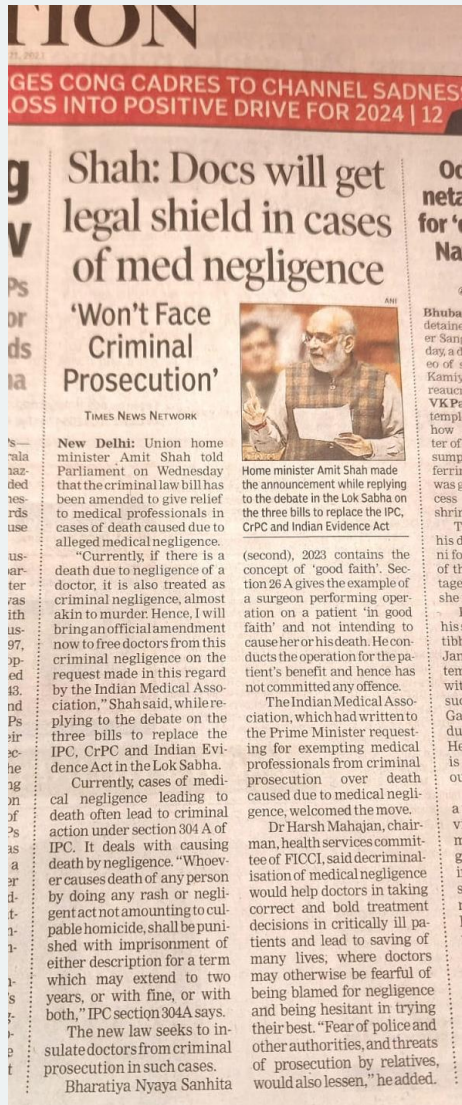 TION
21, 2023
GES CONG CADRES TO CHANNEL SADNES
OSS INTO POSITIVE DRIVE FOR 2024 | 12
Shah: Docs will get
legal shield in cases
of med negligence
‘Won’t Face
Criminal
Prosecution’
TIMES NEWS NETWORK
New Delhi: Union home
minister Amit Shah told
Parliament on Wednesday
that the criminal law bill has
been amended to give relief
to medical professionals in
cases of death caused due to
alleged medical negligence.
“Currently, if there is a
death due to negligence of a
doctor, it is also treated as
criminal negligence, almost
akin to murder. Hence, I will
bring an official amendment
now to free doctors from this
criminal negligence on the
request made in this regard
by the Indian Medical Asso-
ciation,” Shah said, while re-
plying to the debate on the
three bills to replace the
IPC, CrPC and Indian Evi-
dence Act in the Lok Sabha.
Currently, cases of medi-
cal negligence leading to
death often lead to criminal
action under section 304 A of
IPC. It deals with causing
death by negligence. “Whoev-
er causes death of any person
by doing any rash or negli-
gent act not amounting to cul-
pable homicide, shall be puni-
shed with imprisonment of
either description for a term
which may extend to two
years, or with fine, or with
both,” IPC section 304A says.
The new law seeks to in-
sulate doctors from criminal
prosecution in such cases.
Bharatiya Nyaya Sanhita
ANI
Home minister Amit Shah made
the announcement while replying
to the debate in the Lok Sabha on
the three bills to replace the IPC,
CrPC and Indian Evidence Act
(second), 2023 contains the
concept of ‘good faith’. Sec-
tion 26 A gives the example of
a surgeon performing oper-
ation on a patient ‘in good
faith’ and not intending to
cause her or his death. He con-
ducts the operation for the pa-
tient’s benefit and hence has
not committed any offence.
The Indian Medical Asso-
ciation, which had written to
the Prime Minister request-
ing for exempting medical
professionals from criminal
prosecution over death
caused due to medical negli-
gence, welcomed the move.
Dr Harsh Mahajan, chair-
man, health services commit-
tee of FICCI, said decriminal-
isation of medical negligence
would help doctors in taking
correct and bold treatment
decisions in critically ill pa-
tients and lead to saving of
many lives, where doctors
may otherwise be fearful of
being blamed for negligence
and being hesitant in trying
their best. “Fear of police and
other authorities, and threats
of prosecution by relatives,
would also lessen,” he added.